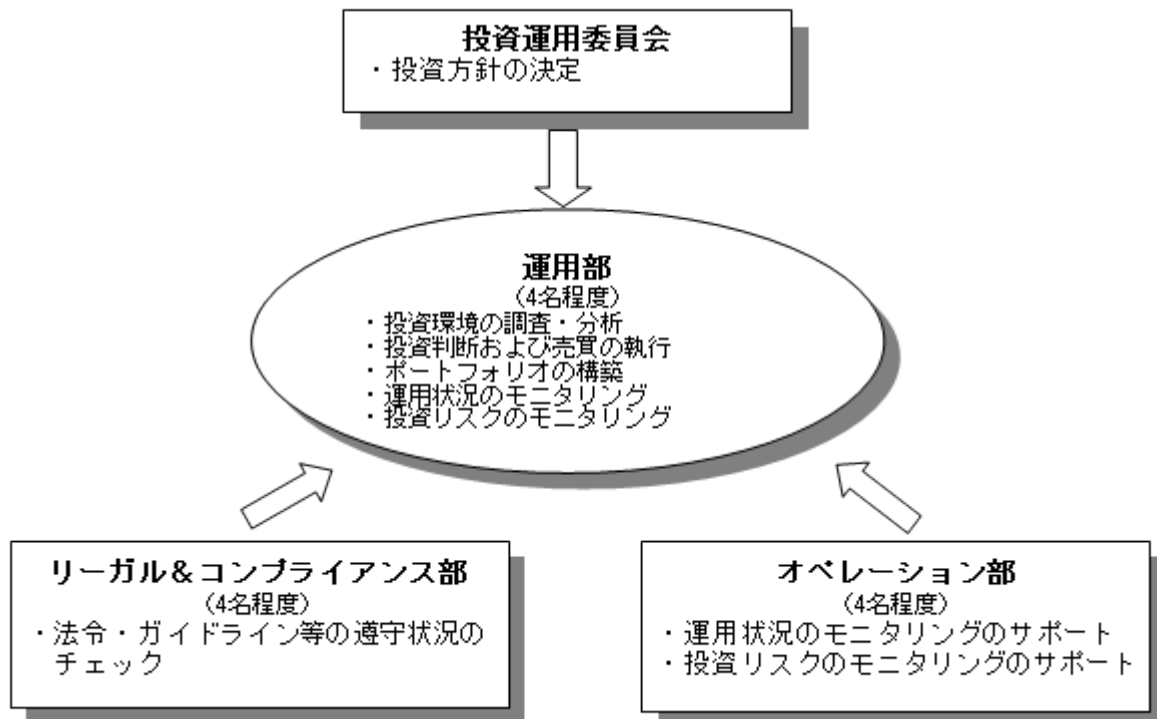 投資運用委員会
・投資方針の決定
運用部
(4名程度)
・投資環境の調査・分析
・投資判断および売買の執行
・ポートフォリオの構築
・運用状況のモニタリング
・投資リスクのモニタリング
リーガル&コンプライアンス部
(4名程度)
・法令・ガイドライン等の遵守状況の
チェック
オペレーション部
(4名程度)
・運用状況のモニタリングのサポート
・投資リスクのモニタリングのサポート